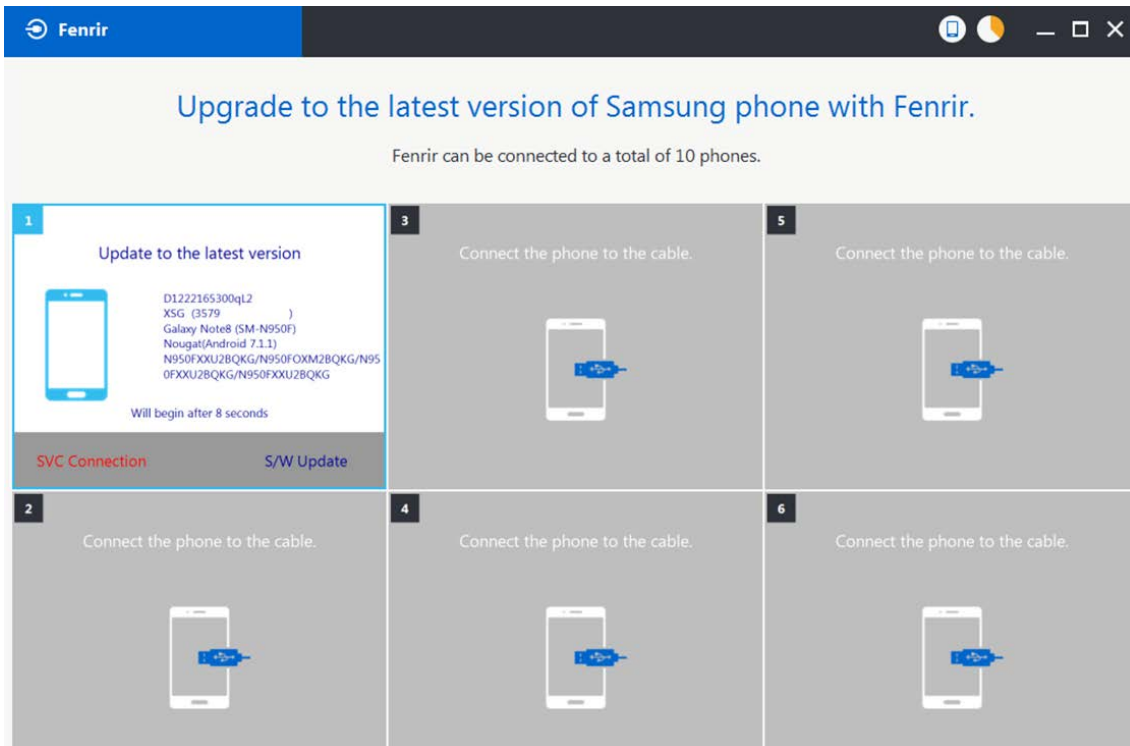 Fenrir
Upgrade to the latest version of Samsung phone with Fenrir.
Fenrir can be connected to a total of 10 phones.
1
Update to the latest version
D1222165300qL2
XSG (3579 )
Galaxy Note8 (SM-N950F)
Nougat(Android 7.1.1)
N950FXXU2BQKG/N950FOXM2BQKG/N95
0FXXU2BQKG/N950FXXU2BQKG
Will begin after 8 seconds
SVC Connection
S/W Update
3
Connect the phone to the cable.
5
Connect the phone to the cable.
2
Connect the phone to the cable.
4
Connect the phone to the cable.
6
Connect the phone to the cable.